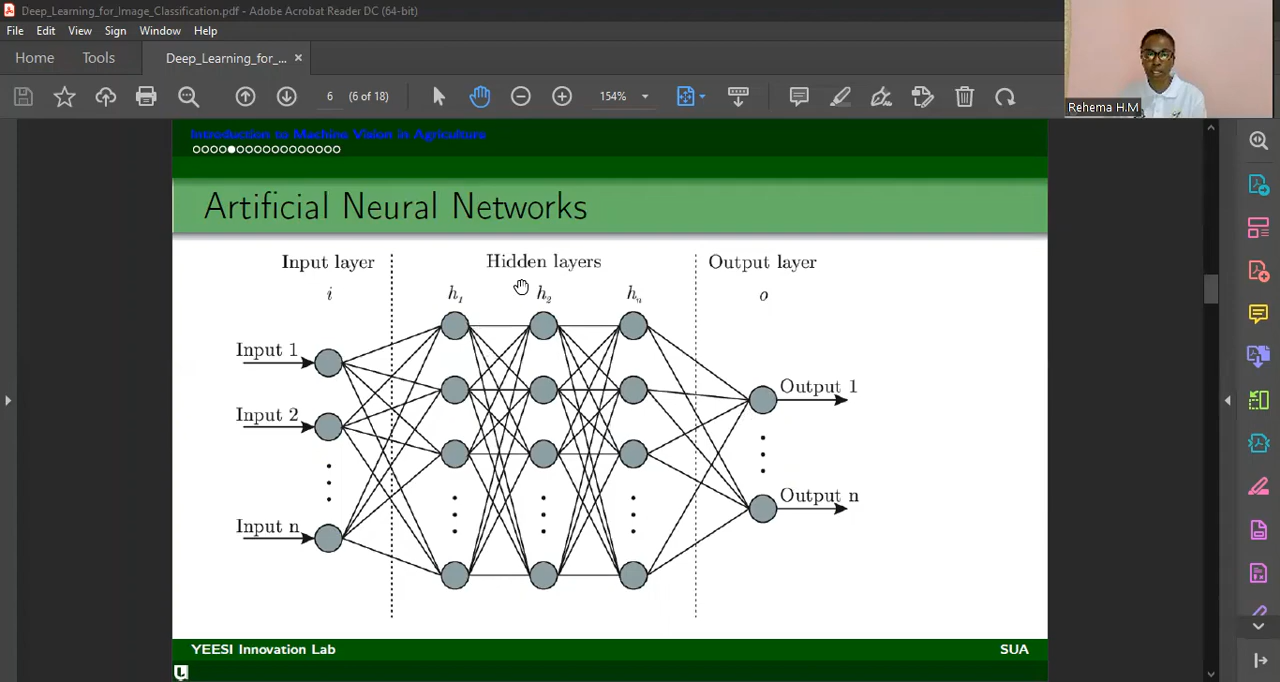 Deep_Learning_for_Image_Classification.pdf - Adobe Acrobat Reader DC (64-bit)
File Edit View Sign Window Help
Home Tools Deep_Learning_for_... ×
6 (6 of 18) 154%
Rehema H.M
Introduction to Machine Vision in Agriculture
Artificial Neural Networks
Input layer Hidden layers Output layer
i h1 h2 hn o
Input 1
Output 1
Input 2
Output n
Input n
YEESI Innovation Lab SUA